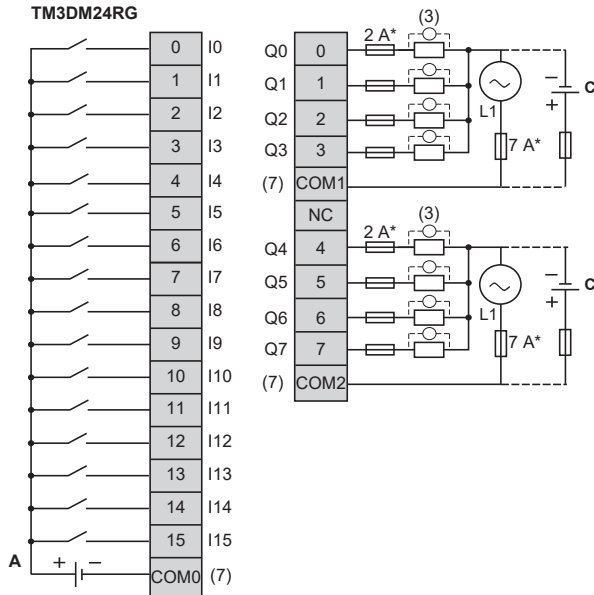 TM3DM24RG
0 I0
1 I1
2 I2
3 I3
4 I4
5 I5
6 I6
7 I7
8 I8
9 I9
10 I10
11 I11
12 I12
13 I13
14 I14
15 I15
A + − COM0 (7)
(3)
2 A*
Q0 0
Q1 1
Q2 2
Q3 3
(7) COM1
L1
7 A*
− + C
NC
(3)
2 A*
Q4 4
Q5 5
Q6 6
Q7 7
(7) COM2
L1
7 A*
− + C